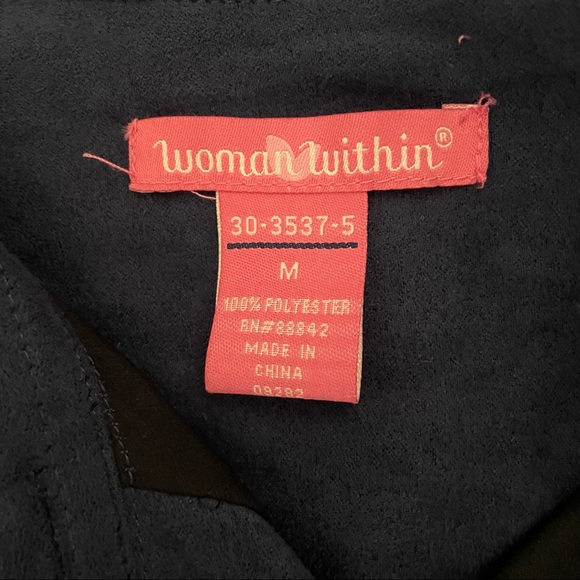 woman within®
30-3537-5
M
100% POLYESTER
RN#88842
MADE IN
CHINA